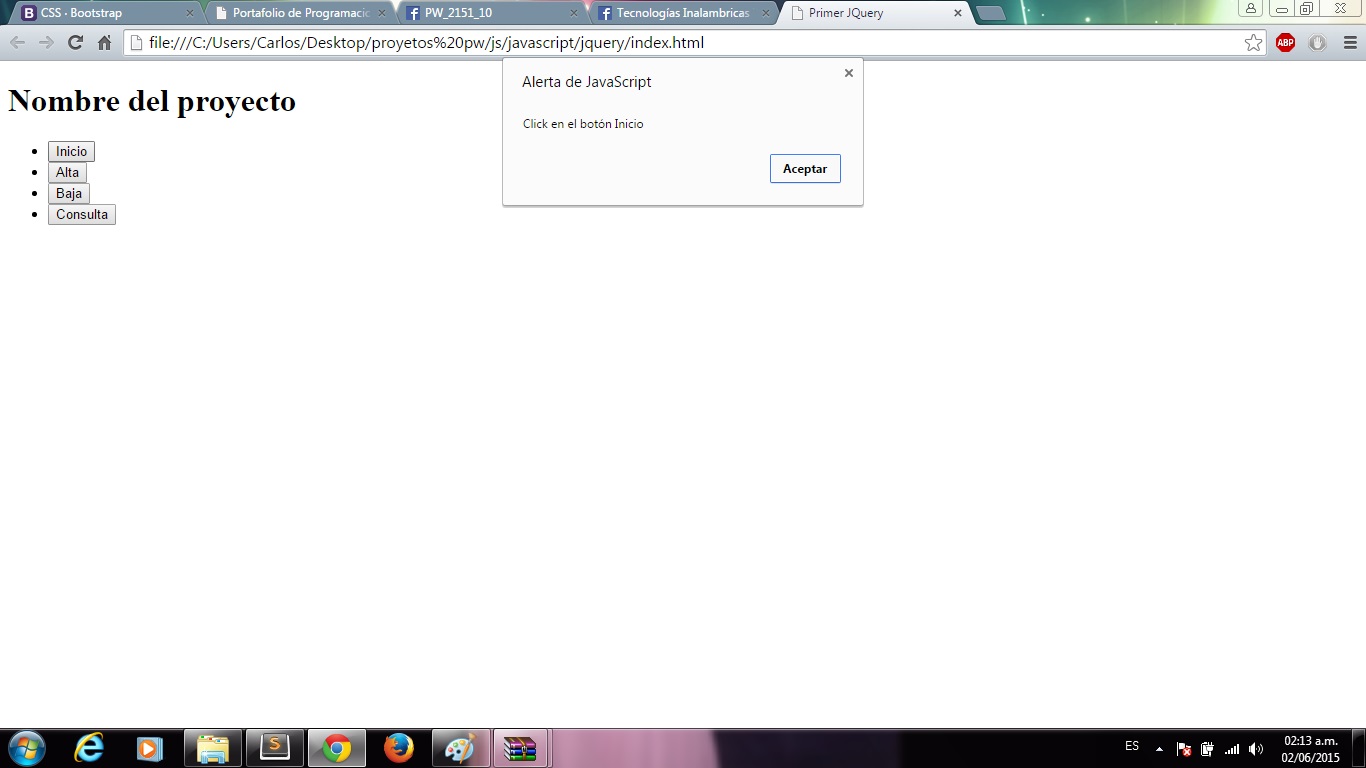 CSS · Bootstrap
Portafolio de Programacio
PW_2151_10
Tecnologías Inalambricas
Primer JQuery
file:///C:/Users/Carlos/Desktop/proyetos%20pw/js/javascript/jquery/index.html
ABP
Alerta de JavaScript
Click en el botón Inicio
Aceptar
Nombre del proyecto
Inicio
Alta
Baja
Consulta
ES
02:13 a.m.
02/06/2015